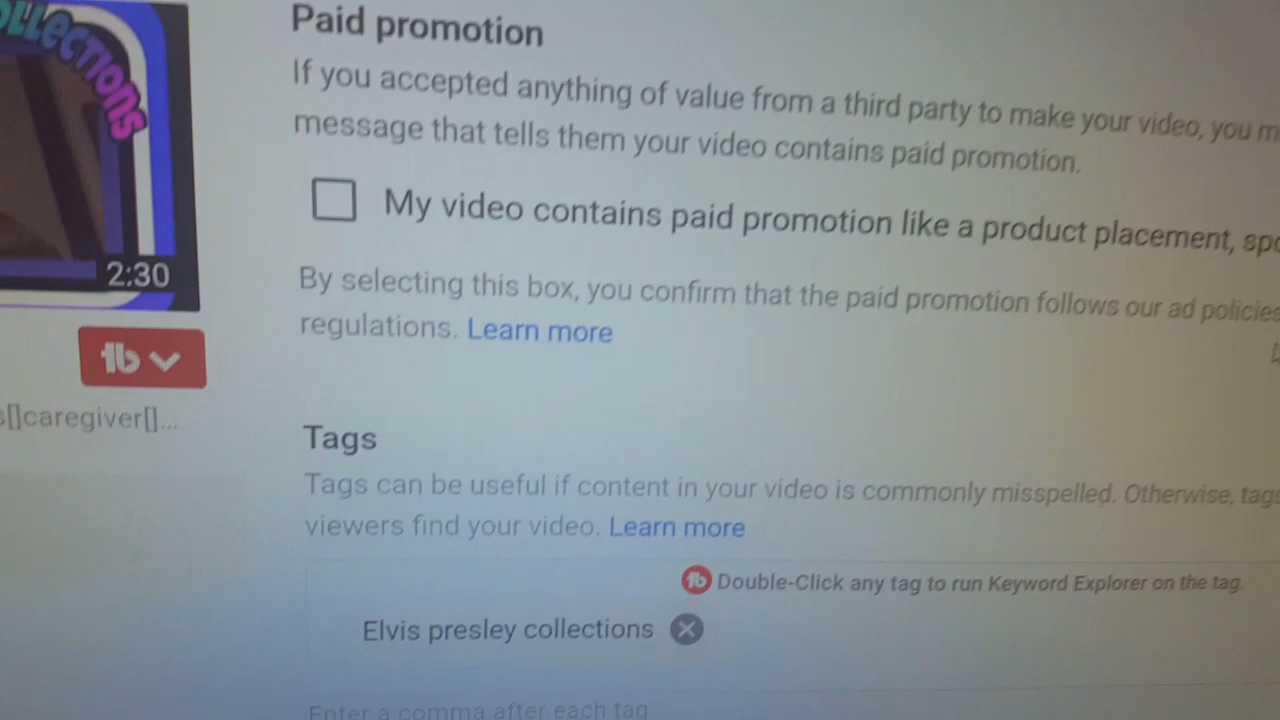 OLLECTIONS
2:30
s[]caregiver[]...
Paid promotion
If you accepted anything of value from a third party to make your video, you m
message that tells them your video contains paid promotion.
My video contains paid promotion like a product placement, spo
By selecting this box, you confirm that the paid promotion follows our ad policies
regulations. Learn more
Tags
Tags can be useful if content in your video is commonly misspelled. Otherwise, tags
viewers find your video. Learn more
Double-Click any tag to run Keyword Explorer on the tag.
Elvis presley collections
Enter a comma after each tag